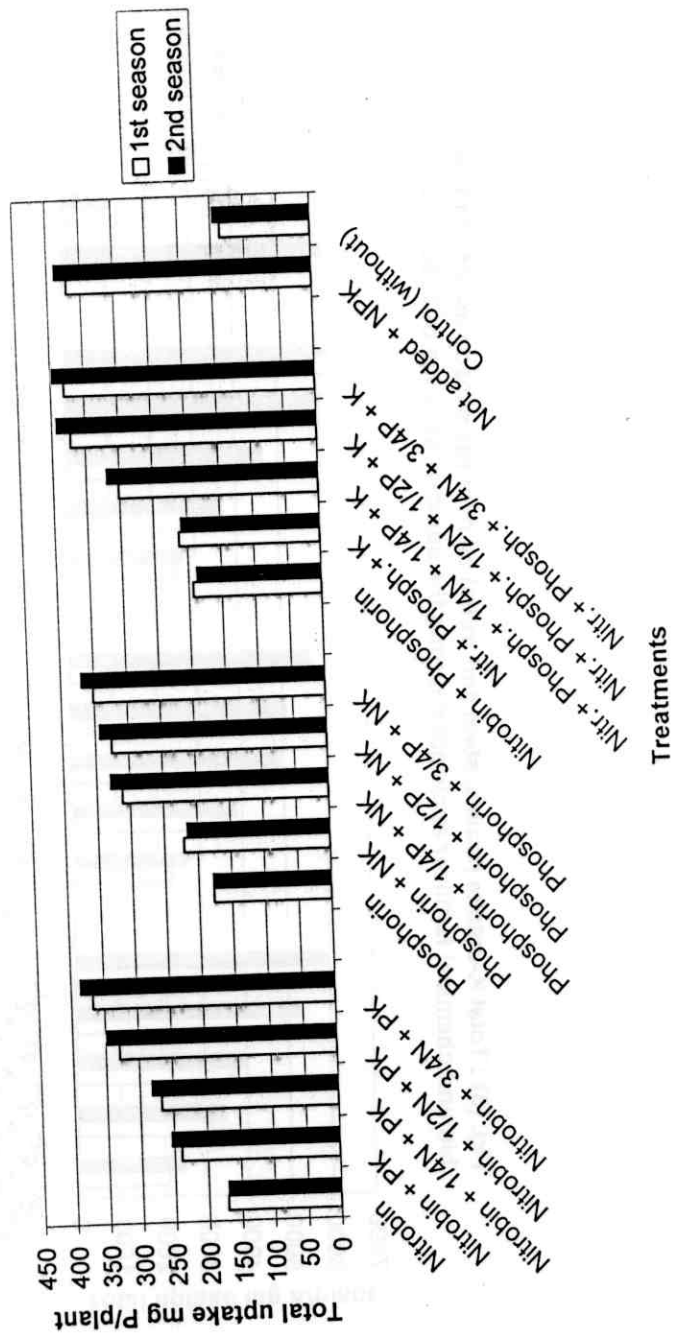 1st season
2nd season
Total uptake mg P/plant
450
400
350
300
250
200
150
100
50
0
Nitrobin
Nitrobin + PK
Nitrobin + 1/4N + PK
Nitrobin + 1/2N + PK
Nitrobin + 3/4N + PK
Phosphorin
Phosphorin + NK
Phosphorin + 1/4P + NK
Phosphorin + 1/2P + NK
Phosphorin + 3/4P + NK
Nitrobin + Phosphorin
Nitr. + Phosph. + K
Nitr. + Phosph. + 1/4N + 1/4P + K
Nitr. + Phosph. + 1/2N + 1/2P + K
Nitr. + Phosph. + 3/4N + 3/4P + K
Not added + NPK
Control (without)
Treatments